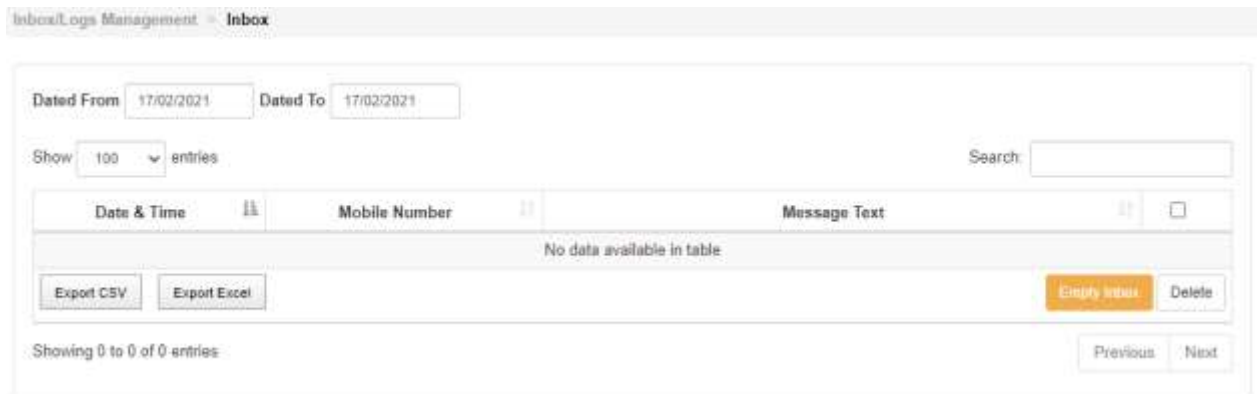 Inbox/Logs Management > Inbox
Dated From 17/02/2021 Dated To 17/02/2021
Show 100 entries Search:
Date & Time Mobile Number Message Text
No data available in table
Export CSV Export Excel Empty Inbox Delete
Showing 0 to 0 of 0 entries Previous Next